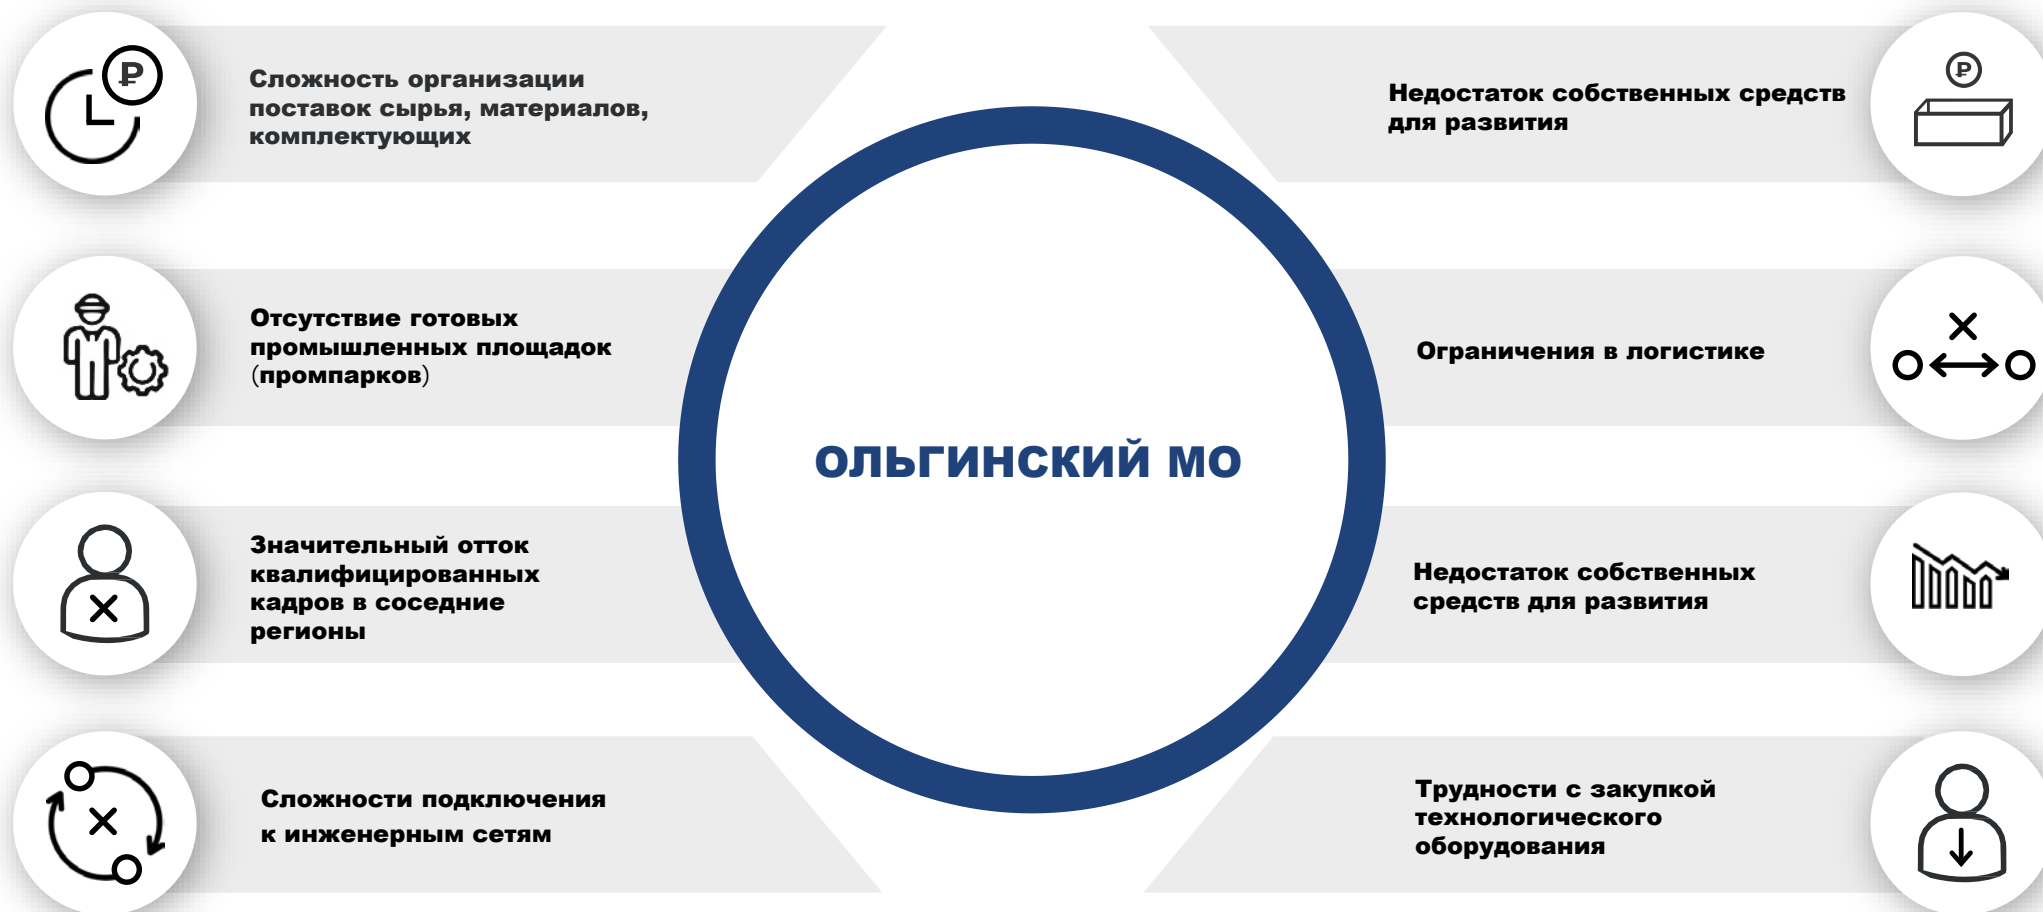 Сложность организации
поставок сырья, материалов,
комплектующих
Отсутствие готовых
промышленных площадок
(промпарков)
Значительный отток
квалифицированных
кадров в соседние
регионы
Сложности подключения
к инженерным сетям
ОЛЬГИНСКИЙ МО
Недостаток собственных средств
для развития
Ограничения в логистике
Недостаток собственных
средств для развития
Трудности с закупкой
технологического
оборудования